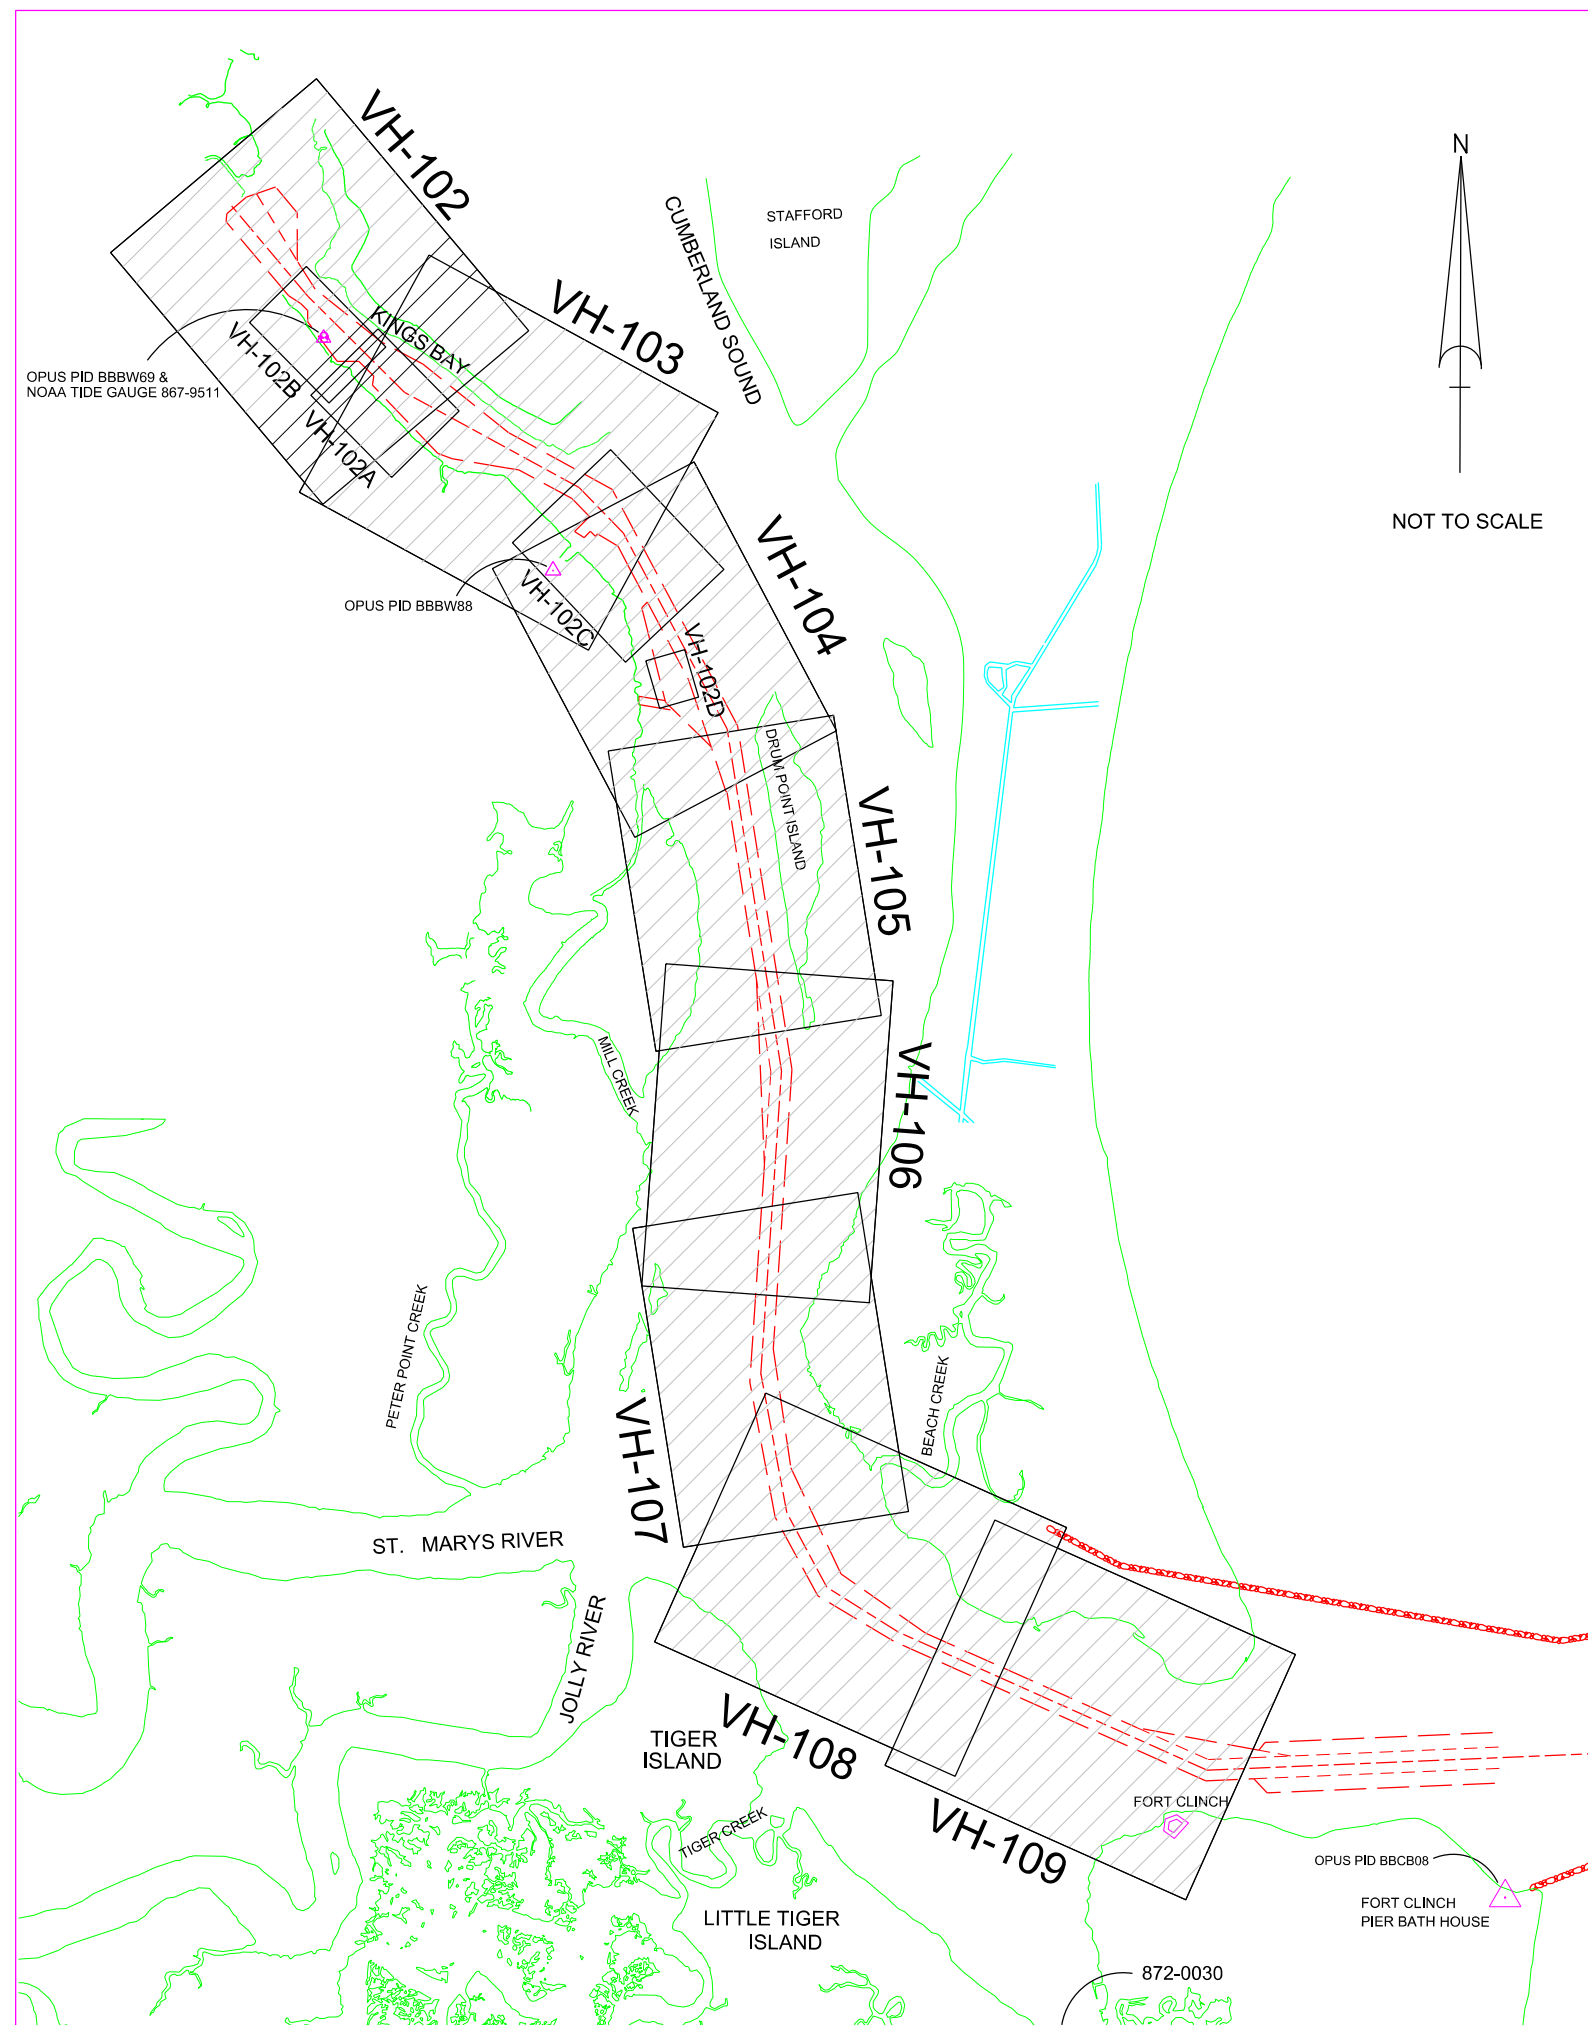 VH-102
N
CUMBERLAND SOUND
STAFFORD
ISLAND
VH-103
KINGS BAY
VH-102B
OPUS PID BBBW69 &
NOAA TIDE GAUGE 867-9511
VH-102A
NOT TO SCALE
VH-104
OPUS PID BBBW88
VH-102C
VH-102D
DRUM POINT ISLAND
VH-105
MILL CREEK
VH-106
PETER POINT CREEK
BEACH CREEK
VH-107
ST. MARYS RIVER
JOLLY RIVER
TIGER
ISLAND
VH-108
TIGER CREEK
FORT CLINCH
VH-109
OPUS PID BBCB08
FORT CLINCH
PIER BATH HOUSE
LITTLE TIGER
ISLAND
872-0030